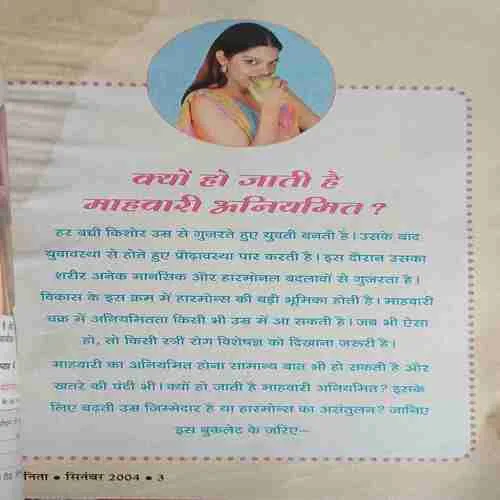 क्यों हो जाती है
माहवारी अनियमित ?
हर बच्ची किशोर उम्र से गुजरते हुए युवती बनती है। उसके बाद
युवावस्था से होते हुए प्रौढ़ावस्था पार करती है। इस दौरान उसका
शरीर अनेक मानसिक और हारमोनल बदलावों से गुजरता है।
विकास के इस क्रम में हारमोन्स की बड़ी भूमिका होती है। माहवारी
चक्र में अनियमितता किसी भी उम्र में आ सकती है। जब भी ऐसा
हो, तो किसी स्त्री रोग विशेषज्ञ को दिखाना जरूरी है।
माहवारी का अनियमित होना सामान्य बात भी हो सकती है और
खतरे की घंटी भी। क्यों हो जाती है माहवारी अनियमित? इसके
लिए बढ़ती उम्र जिम्मेदार है या हारमोन्स का असंतुलन? जानिए
इस बुकलेट के जरिए–
निता • सितंबर 2004 • 3